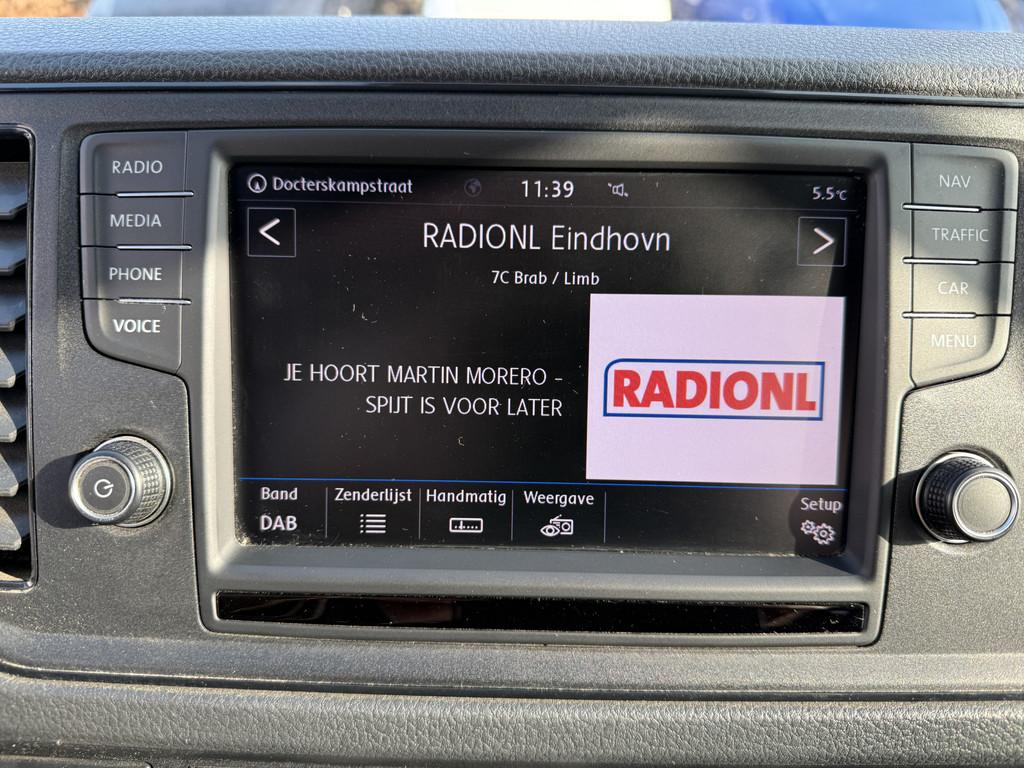 RADIO
MEDIA
PHONE
VOICE
Docterskampstraat
11:39
5.5°C
<
RADIONL Eindhovn
>
7C Brab / Limb
JE HOORT MARTIN MORERO -
SPIJT IS VOOR LATER
RADIONL
Band
DAB
Zenderlijst
Handmatig
Weergave
Setup
NAV
TRAFFIC
CAR
MENU